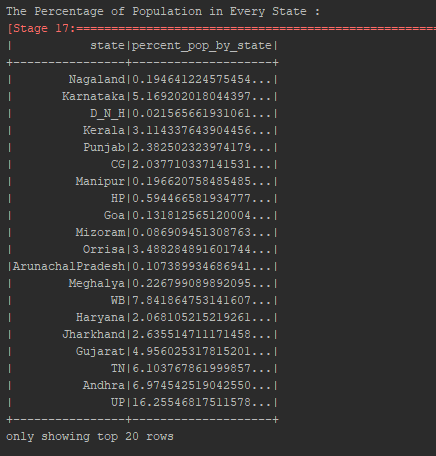 The Percentage of Population in Every State :
[Stage 17:=======================================================
|           state|percent_pop_by_state|
+----------------+--------------------+
|        Nagaland|0.194641224575454...|
|       Karnataka|5.169202018044397...|
|           D_N_H|0.021565661931061...|
|          Kerala|3.114337643904456...|
|          Punjab|2.382502323974179...|
|              CG|2.037710337141531...|
|         Manipur|0.196620758485485...|
|              HP|0.594466581934777...|
|             Goa|0.131812565120004...|
|         Mizoram|0.086909451308763...|
|          Orrisa|3.488284891601744...|
|ArunachalPradesh|0.107389934686941...|
|        Meghalya|0.226799089892095...|
|              WB|7.841864753141607...|
|         Haryana|2.068105215219261...|
|       Jharkhand|2.635514711171458...|
|         Gujarat|4.956025317815201...|
|              TN|6.103767861999857...|
|          Andhra|6.974542519042550...|
|              UP|16.25546817511578...|
+----------------+--------------------+
only showing top 20 rows